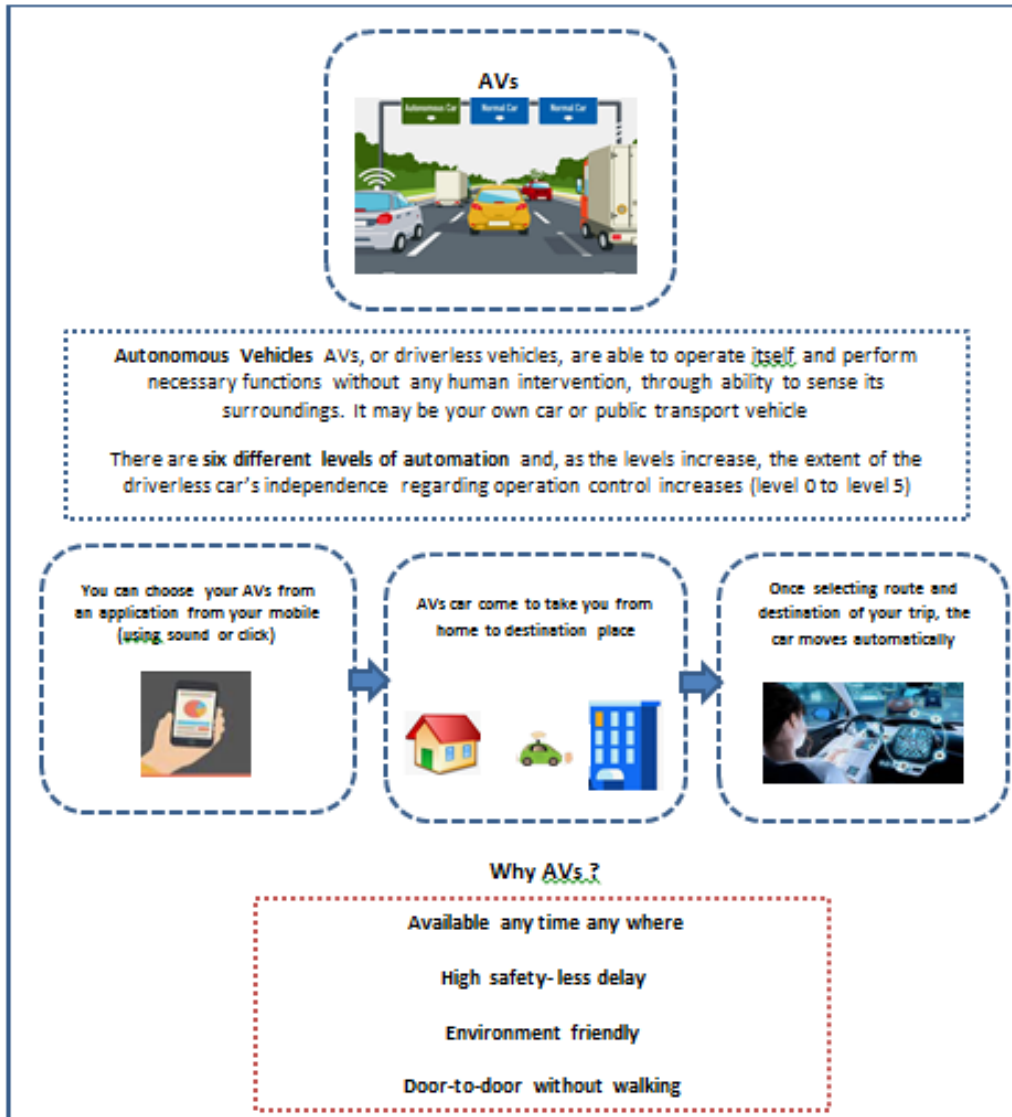 AVs
Autonomous Car
Normal Car
Normal Car
Autonomous Vehicles AVs, or driverless vehicles, are able to operate itself and perform
necessary functions without any human intervention, through ability to sense its
surroundings. It may be your own car or public transport vehicle
There are six different levels of automation and, as the levels increase, the extent of the
driverless car's independence regarding operation control increases (level 0 to level 5)
You can choose your AVs from
an application from your mobile
(using sound or click)
AVs car come to take you from
home to destination place
Once selecting route and
destination of your trip, the
car moves automatically
Why AVs ?
Available any time any where
High safety- less delay
Environment friendly
Door-to-door without walking